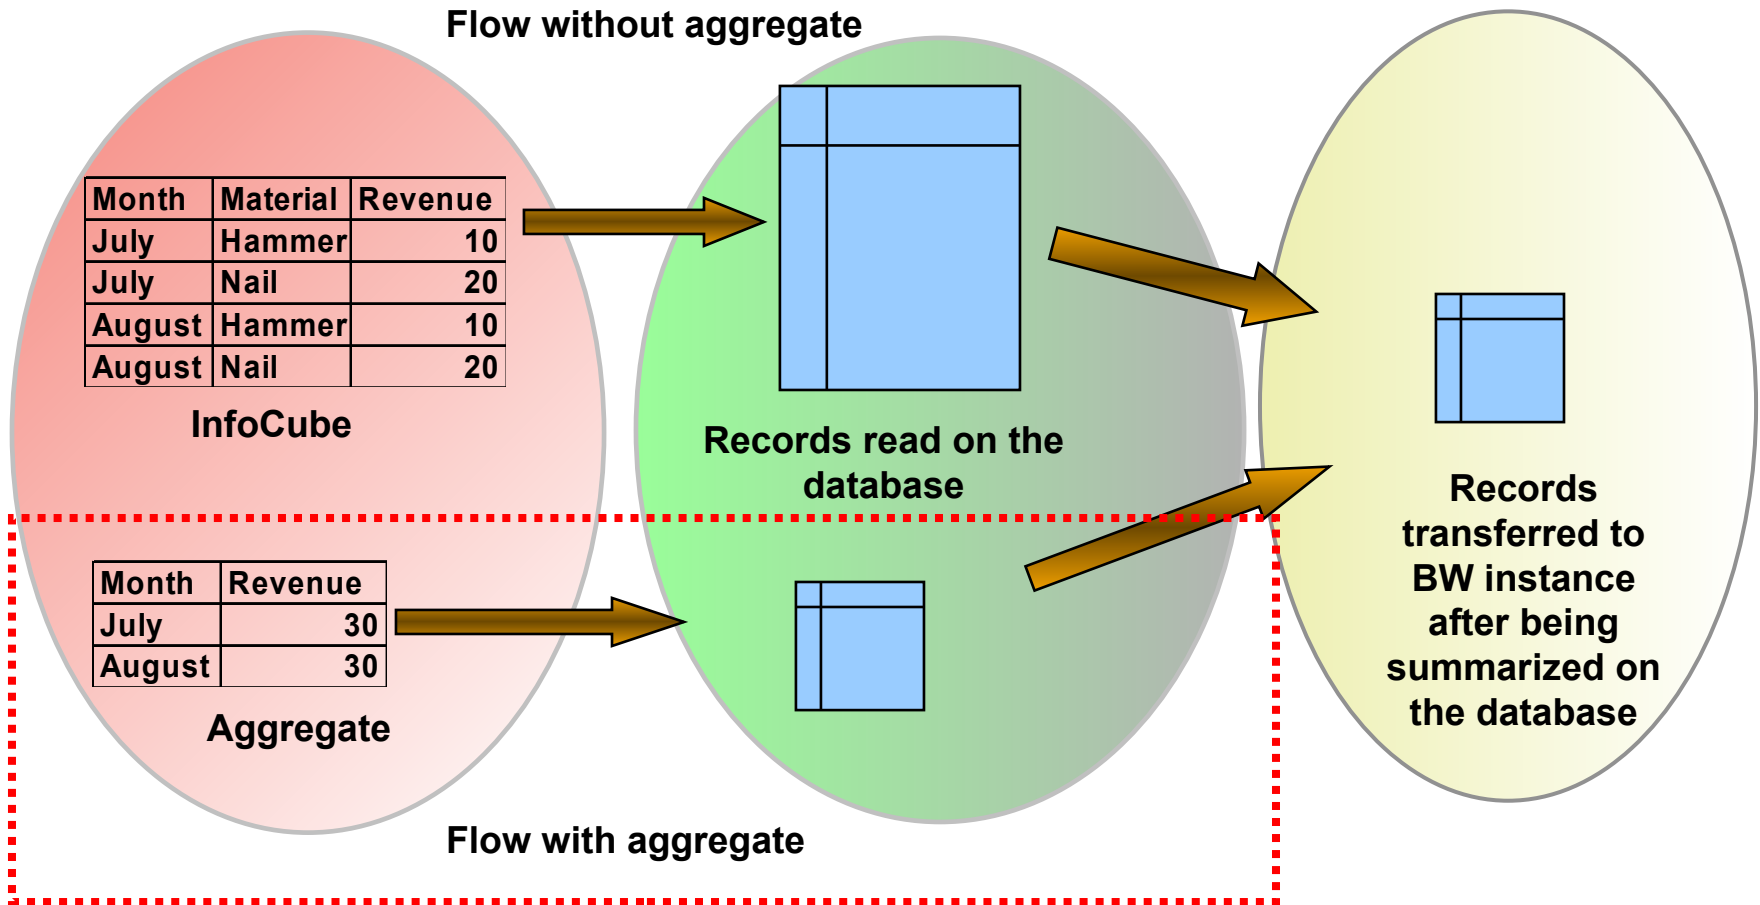 Flow without aggregate
Month Material Revenue
July Hammer 10
July Nail 20
August Hammer 10
August Nail 20
InfoCube
Records read on the
database
Records
transferred to
BW instance
after being
summarized on
the database
Month Revenue
July 30
August 30
Aggregate
Flow with aggregate